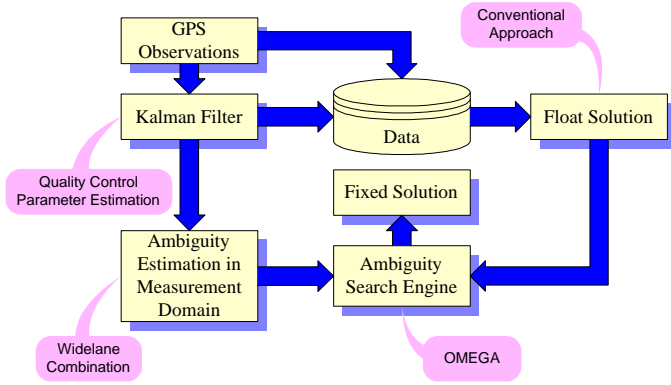 Conventional
Approach
GPS
Observations
Kalman Filter
Data
Float Solution
Quality Control
Parameter Estimation
Fixed Solution
Ambiguity
Estimation in
Measurement
Domain
Ambiguity
Search Engine
Widelane
Combination
OMEGA